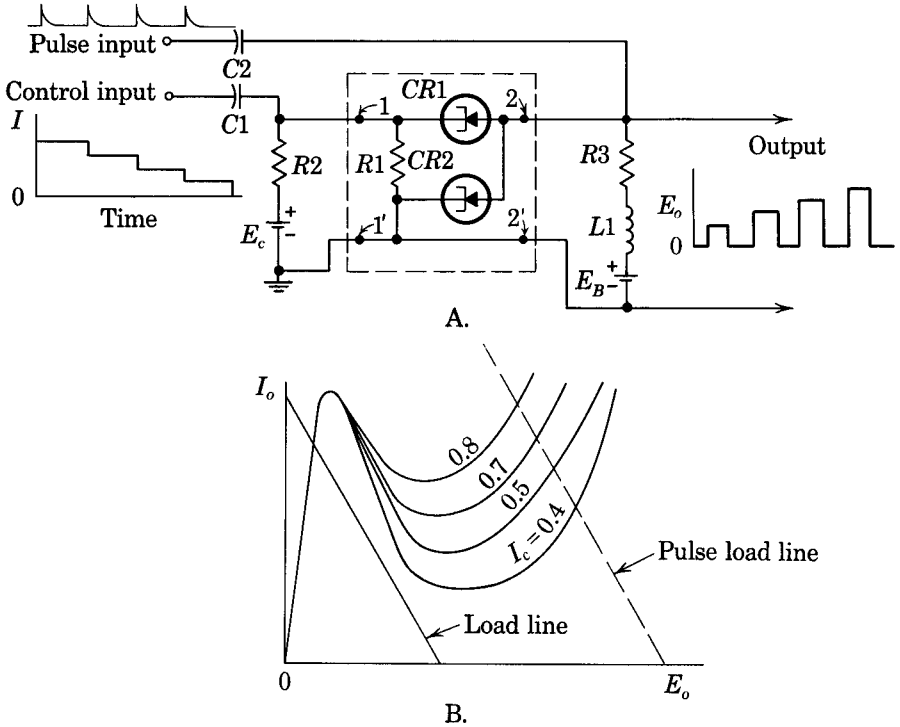 Pulse input
C2
Control input
C1
CR1
1
2
I
0
Time
R2
R1
CR2
R3
Output
E_c
+
-
1'
2'
L1
E_B
+
-
E_o
0
A.
I_o
0.8
0.7
0.5
I_c = 0.4
Pulse load line
Load line
0
E_o
B.